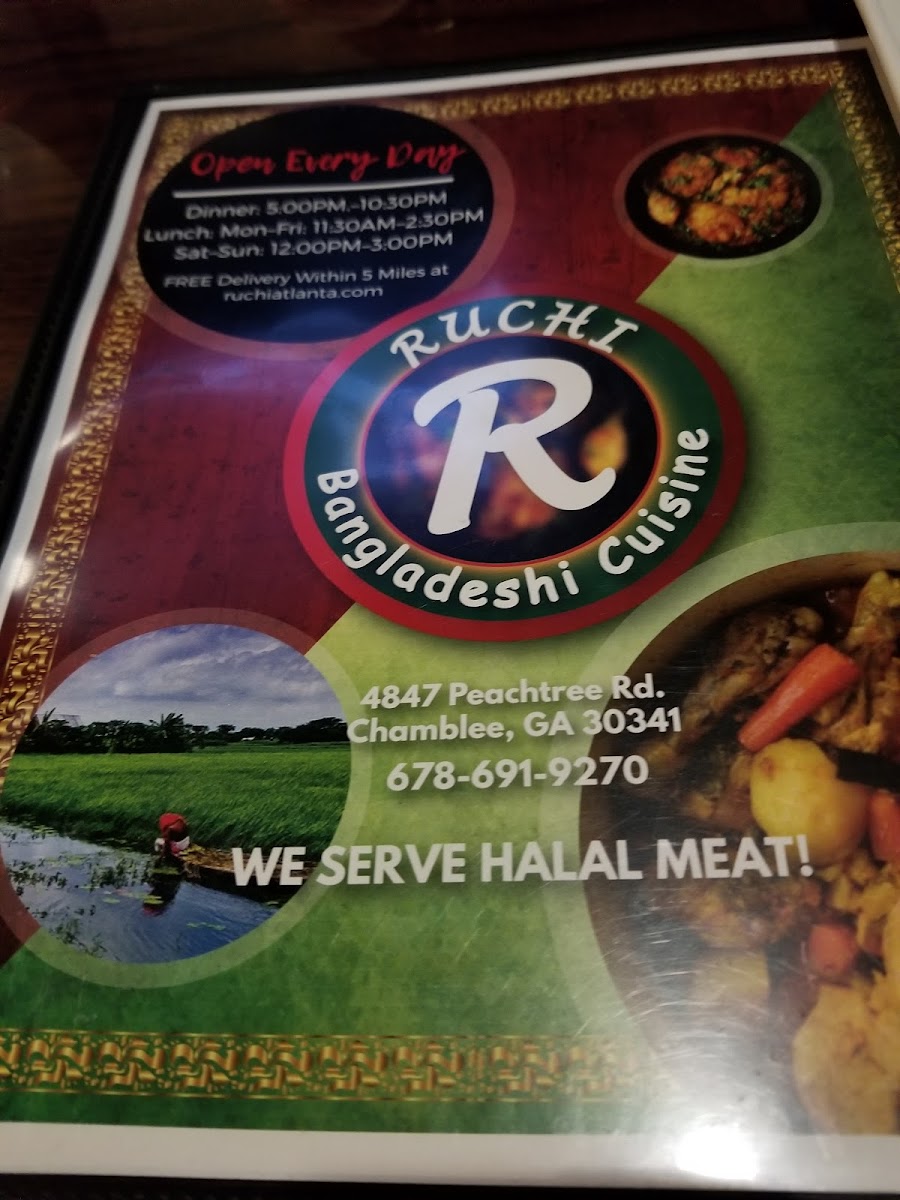 Open Every Day
Dinner: 5:00PM,-10:30PM
Lunch: Mon-Fri: 11:30AM-2:30PM
Sat-Sun: 12:00PM-3:00PM
FREE Delivery Within 5 Miles at
ruchiatlanta.com
RUCHI
R
Bangladeshi Cuisine
4847 Peachtree Rd.
Chamblee, GA 30341
678-691-9270
WE SERVE HALAL MEAT!